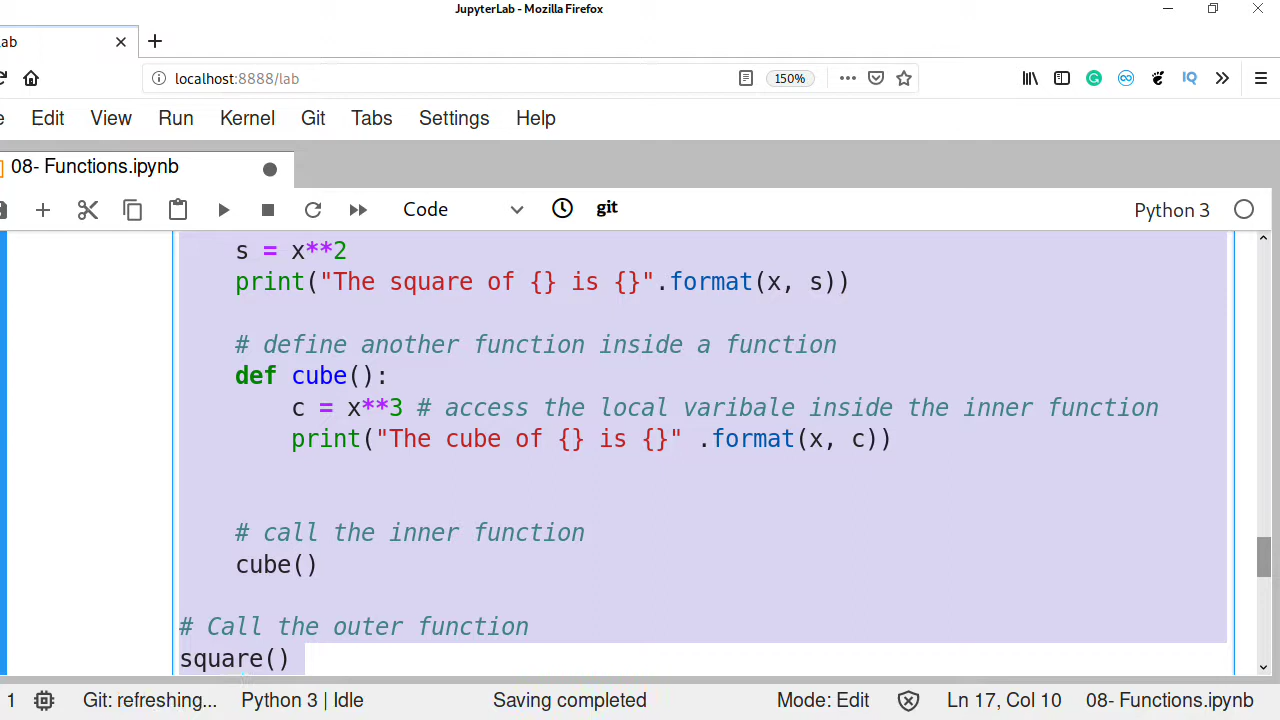 JupyterLab - Mozilla Firefox
ab
localhost:8888/lab 150%
Edit View Run Kernel Git Tabs Settings Help
08- Functions.ipynb
Code git Python 3
s = x**2
print("The square of {} is {}".format(x, s))
# define another function inside a function
def cube():
c = x**3 # access the local varibale inside the inner function
print("The cube of {} is {}" .format(x, c))
# call the inner function
cube()
# Call the outer function
square()
1 Git: refreshing... Python 3 | Idle Saving completed Mode: Edit Ln 17, Col 10 08- Functions.ipynb